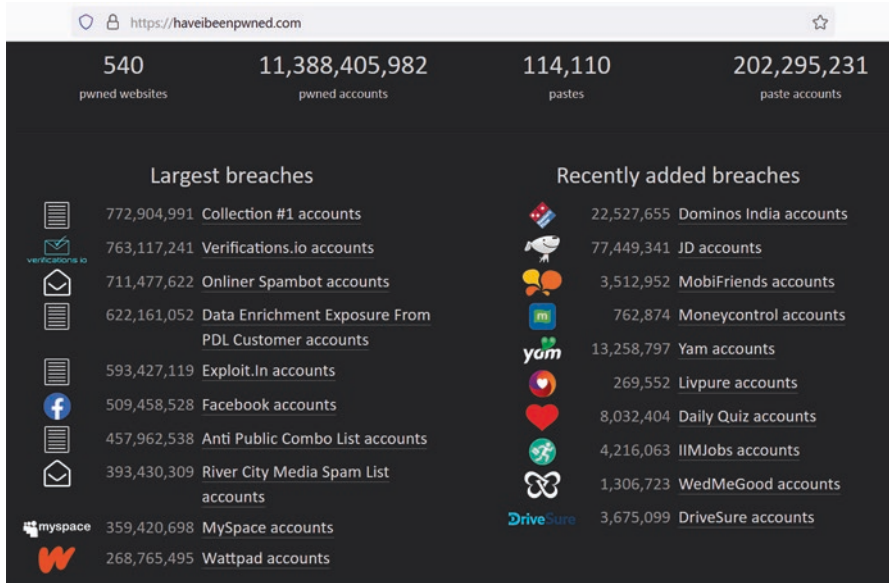 https://haveibeenpwned.com
540
pwned websites
11,388,405,982
pwned accounts
114,110
pastes
202,295,231
paste accounts
Largest breaches
772,904,991 Collection #1 accounts
verifications io
763,117,241 Verifications.io accounts
711,477,622 Onliner Spambot accounts
622,161,052 Data Enrichment Exposure From
PDL Customer accounts
593,427,119 Exploit.In accounts
509,458,528 Facebook accounts
457,962,538 Anti Public Combo List accounts
393,430,309 River City Media Spam List
accounts
myspace 359,420,698 MySpace accounts
268,765,495 Wattpad accounts
Recently added breaches
22,527,655 Dominos India accounts
77,449,341 JD accounts
3,512,952 MobiFriends accounts
m 762,874 Moneycontrol accounts
yam 13,258,797 Yam accounts
269,552 Livpure accounts
8,032,404 Daily Quiz accounts
4,216,063 IIMJobs accounts
1,306,723 WedMeGood accounts
DriveSure 3,675,099 DriveSure accounts